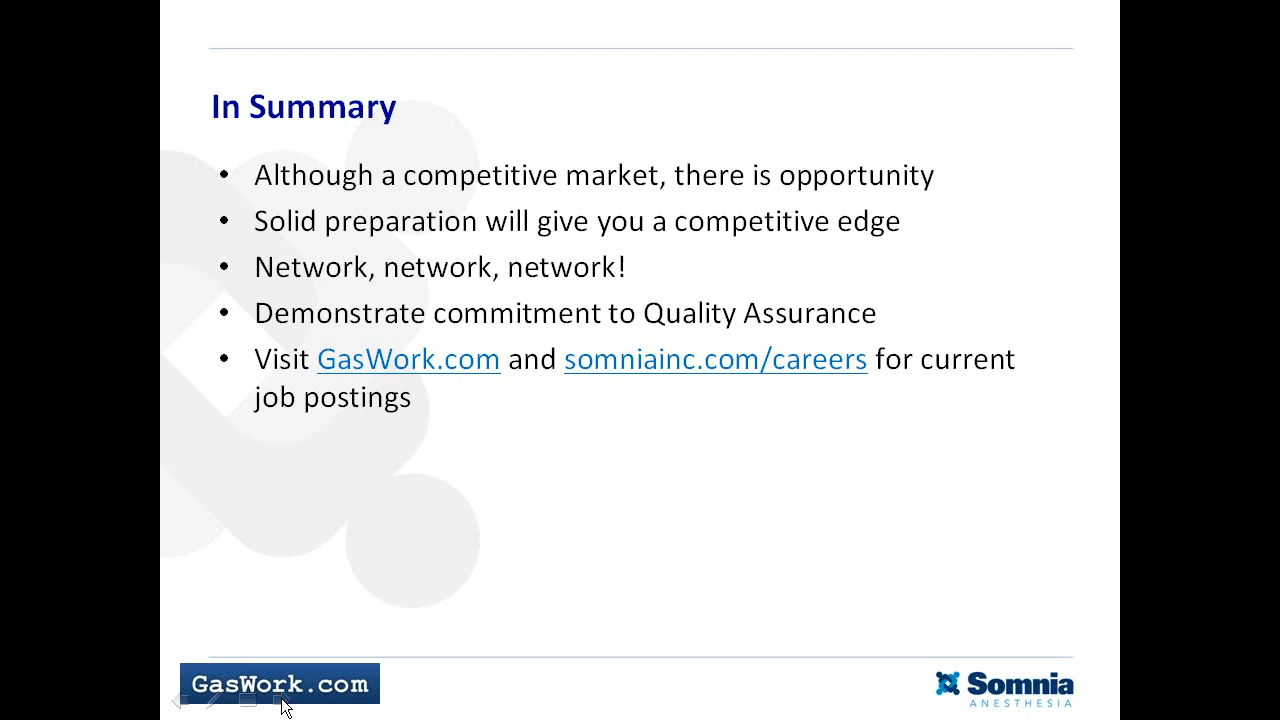 In Summary
• Although a competitive market, there is opportunity
• Solid preparation will give you a competitive edge
• Network, network, network!
• Demonstrate commitment to Quality Assurance
• Visit GasWork.com and somniainc.com/careers for current
job postings
GasWork.com
Somnia
ANESTHESIA